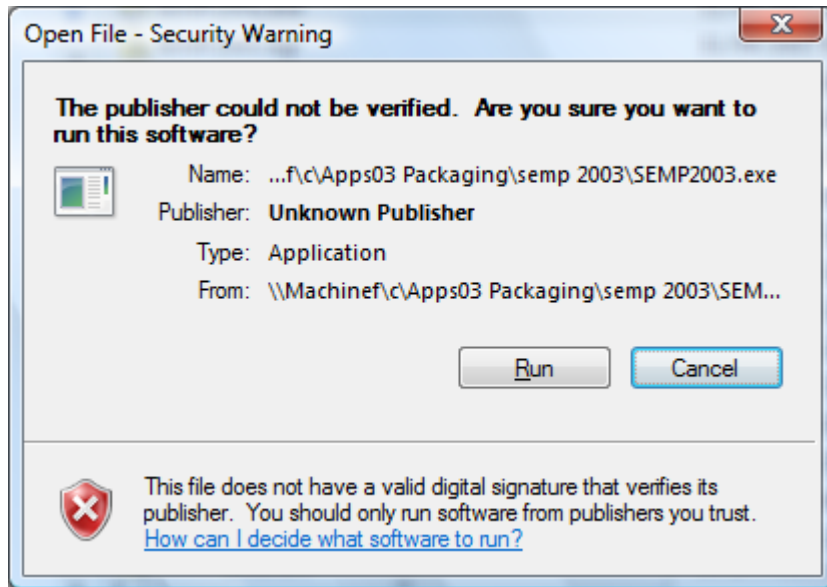 Open File - Security Warning
The publisher could not be verified.  Are you sure you want to
run this software?
Name: ...f\c\Apps03 Packaging\semp 2003\SEMP2003.exe
Publisher: Unknown Publisher
Type: Application
From: \\Machinef\c\Apps03 Packaging\semp 2003\SEM...
Run Cancel
This file does not have a valid digital signature that verifies its
publisher.  You should only run software from publishers you trust.
How can I decide what software to run?